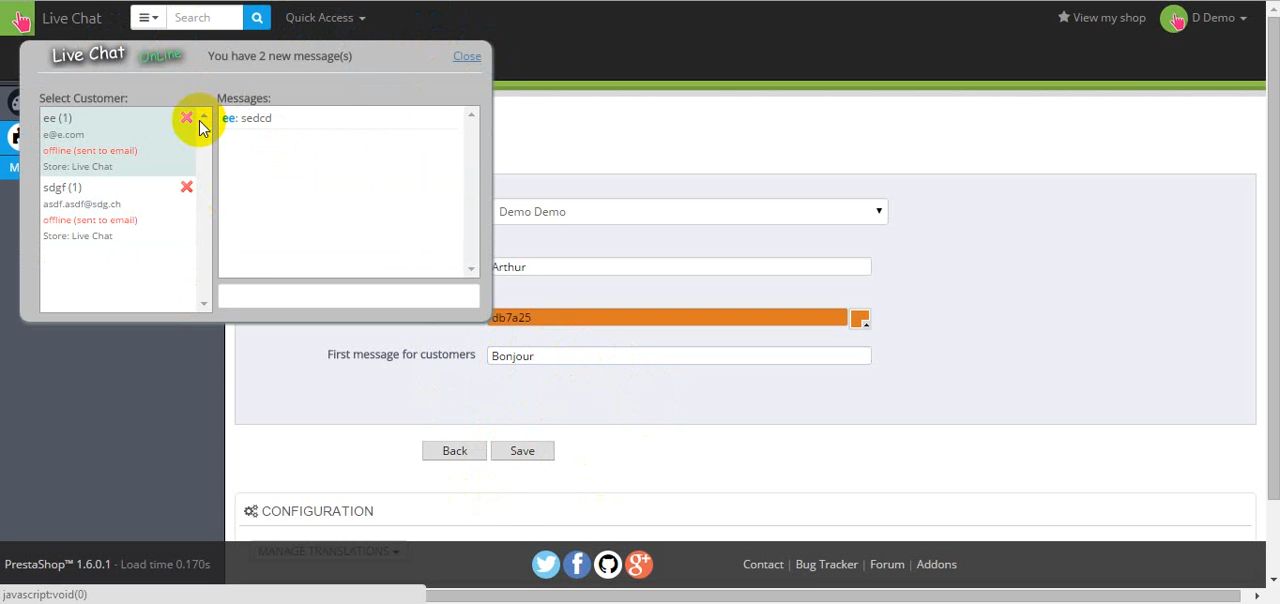 Live Chat
Search
Quick Access
View my shop
D Demo
Live Chat OnLine
You have 2 new message(s)
Close
Select Customer:
Messages:
ee (1)
e@e.com
offline (sent to email)
Store: Live Chat
sdgf (1)
asdf.asdf@sdg.ch
offline (sent to email)
Store: Live Chat
ee: sedcd
M
Demo Demo
Arthur
db7a25
First message for customers
Bonjour
Back
Save
CONFIGURATION
MANAGE TRANSLATIONS
PrestaShop™ 1.6.0.1 - Load time 0.170s
Contact | Bug Tracker | Forum | Addons
javascript:void(0)